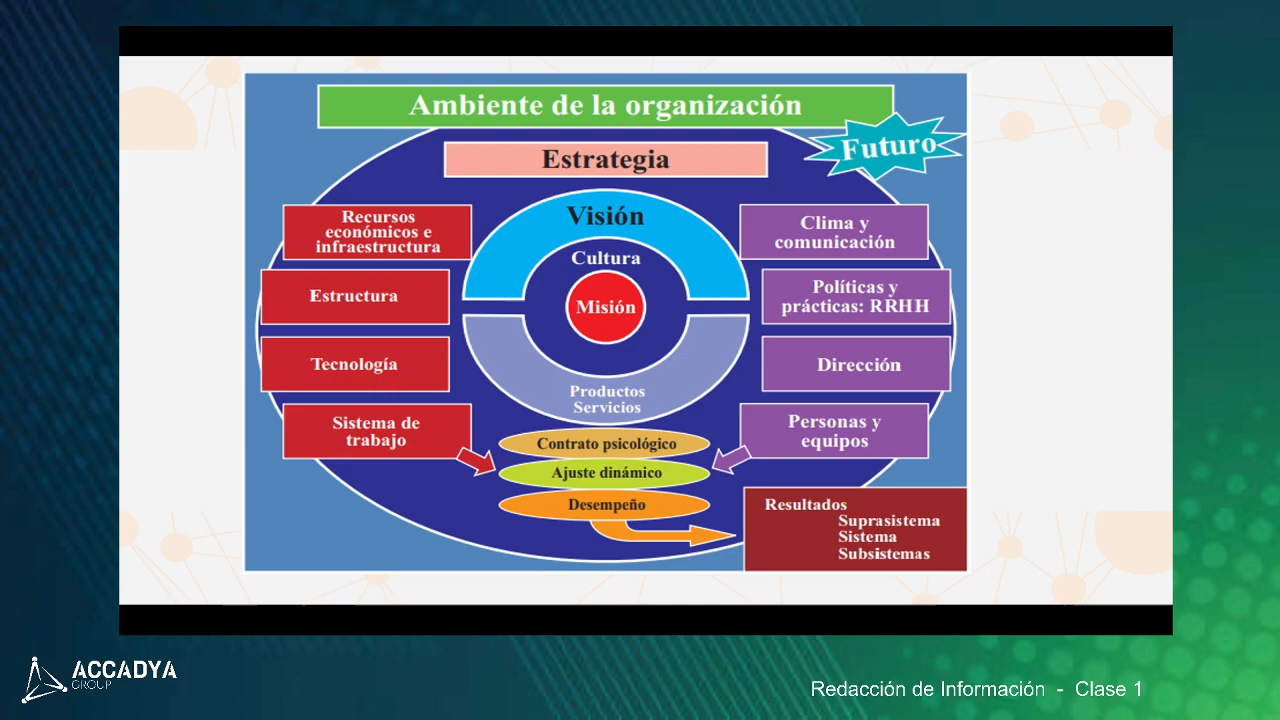 Ambiente de la organización
Futuro
Estrategia
Visión
Cultura
Misión
Productos
Servicios
Recursos
económicos e
infraestructura
Estructura
Tecnología
Sistema de
trabajo
Clima y
comunicación
Políticas y
prácticas: RRHH
Dirección
Personas y
equipos
Contrato psicológico
Ajuste dinámico
Desempeño
Resultados
Suprasistema
Sistema
Subsistemas
ACCADYA
GROUP
Redacción de Información - Clase 1